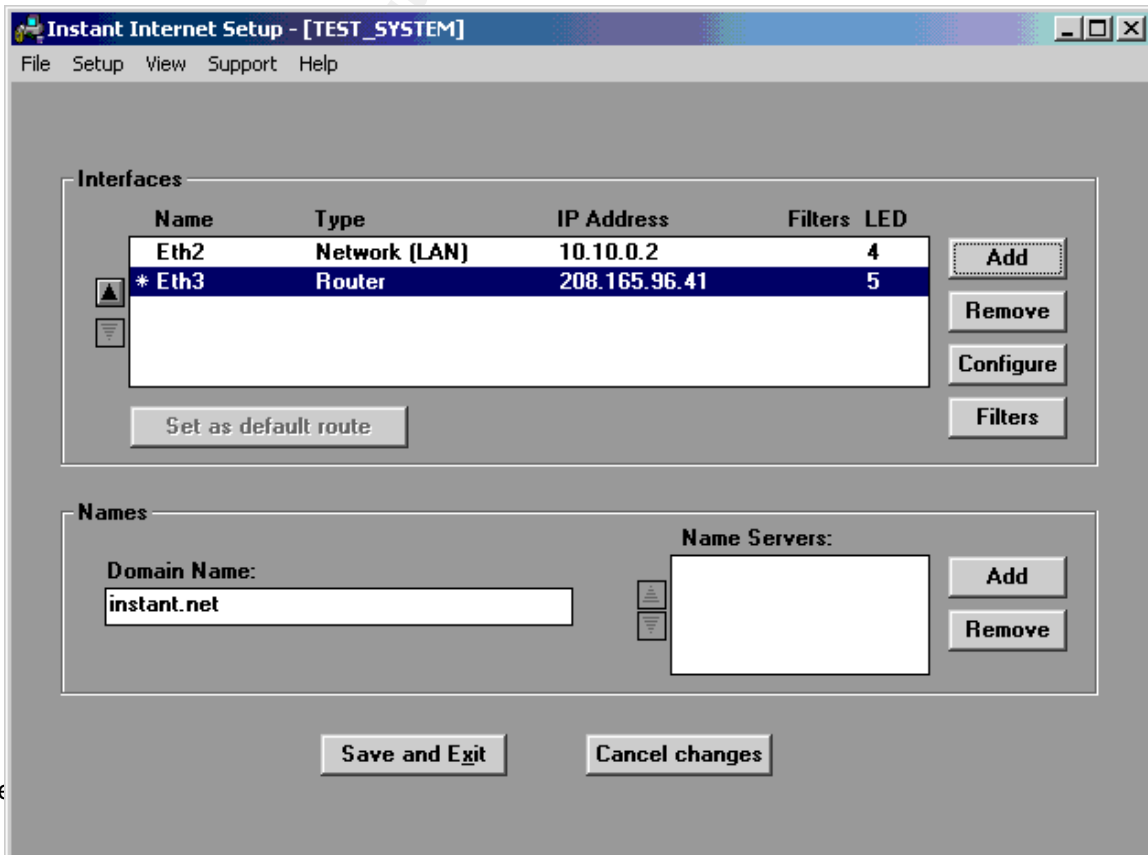 Instant Internet Setup - [TEST_SYSTEM]
File Setup View Support Help
Interfaces
Name Type IP Address Filters LED
Eth2 Network (LAN) 10.10.0.2 4
* Eth3 Router 208.165.96.41 5
Add
Remove
Configure
Filters
Set as default route
Names
Domain Name:
instant.net
Name Servers:
Add
Remove
Save and Exit
Cancel changes